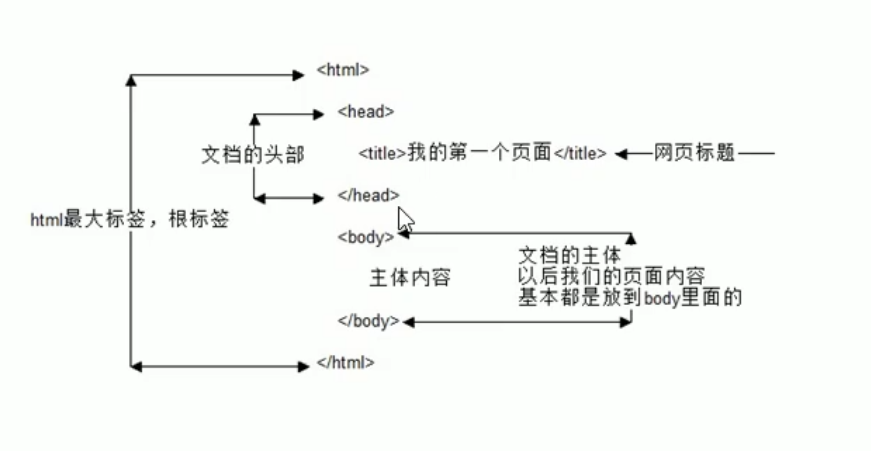 <html>
<head>
文档的头部
<title>我的第一个页面</title>
网页标题
</head>
html最大标签，根标签
<body>
文档的主体
以后我们的页面内容
基本都是放到body里面的
主体内容
</body>
</html>